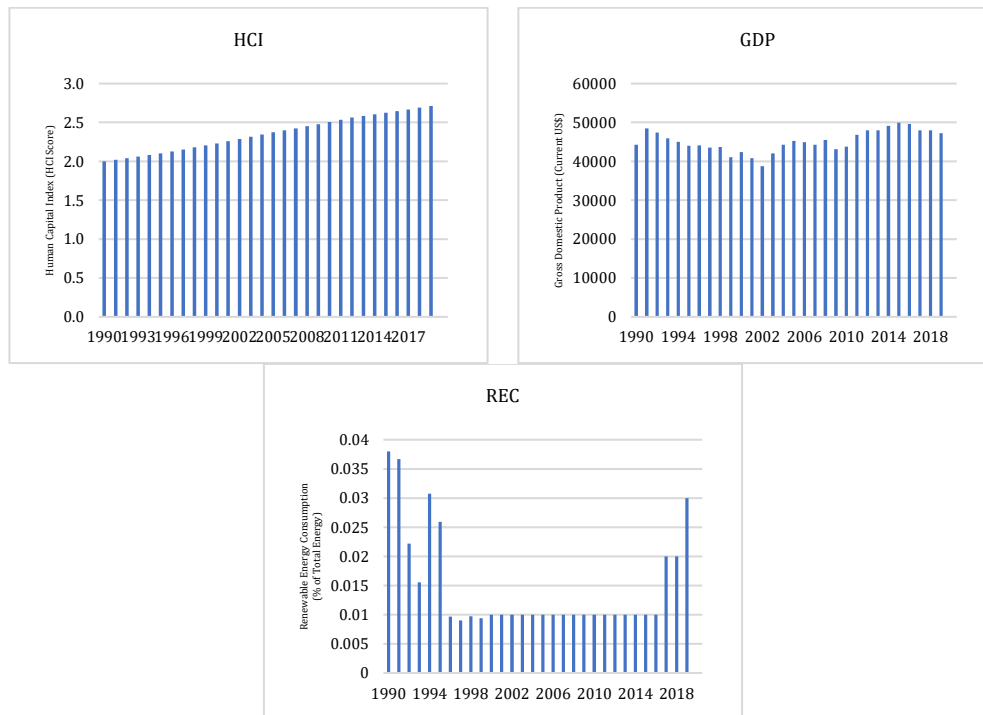 HCI
Human Capital Index (HCI Score)
3.0
2.5
2.0
1.5
1.0
0.5
0.0
1990 1993 1996 1999 2002 2005 2008 2011 2014 2017
GDP
Gross Domestic Product (Current US$)
60000
50000
40000
30000
20000
10000
0
1990 1994 1998 2002 2006 2010 2014 2018
REC
Renewable Energy Consumption
(% of Total Energy)
0.04
0.035
0.03
0.025
0.02
0.015
0.01
0.005
0
1990 1994 1998 2002 2006 2010 2014 2018